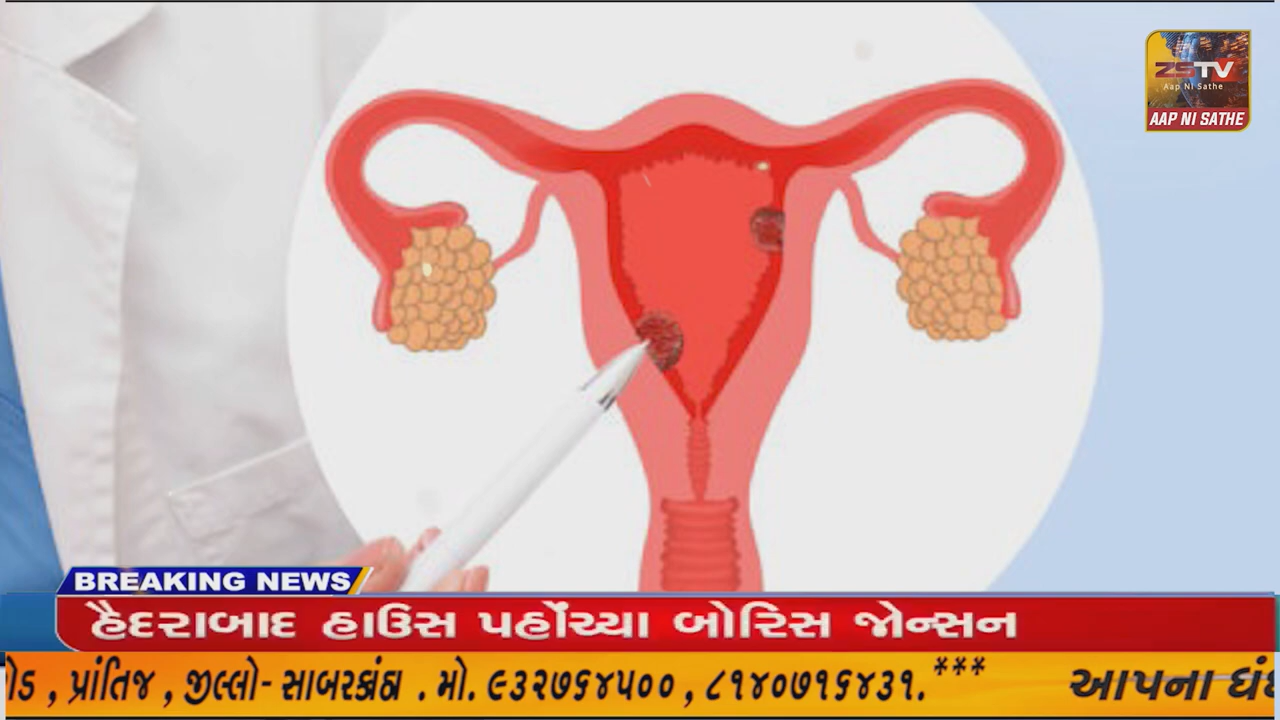 ZSTV
Aap Ni Sathe
AAP NI SATHE
BREAKING NEWS
હૈદરાબાદ હાઉસ પહોંચ્યા બોરિસ જોન્સન
, પ્રાંતિજ , જીલ્લો- સાબરકાંઠા . મો. ૯૩૨૭૬૪૫૦૦ , ૮૧૪૦૭૧૬૪૩૧.*** આપના